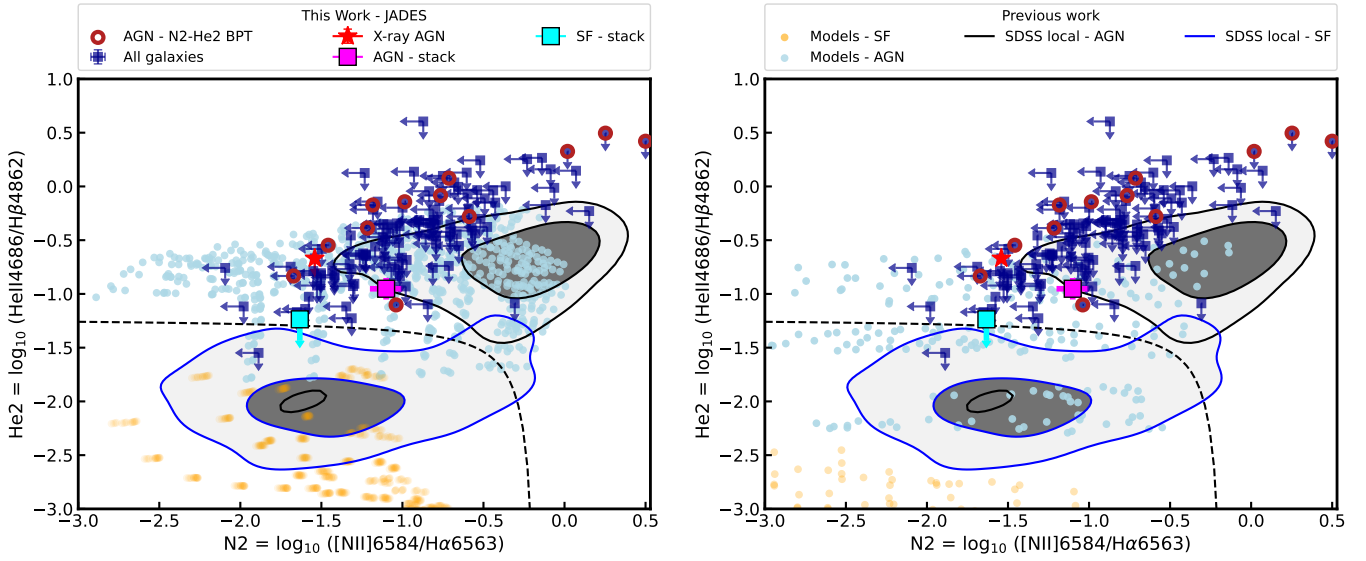 This Work - JADES
AGN - N2-He2 BPT
X-ray AGN
SF - stack
All galaxies
AGN - stack
1.0
0.5
0.0
−0.5
−1.0
−1.5
−2.0
−2.5
−3.0
He2 = log₁₀ (HeII4686/Hβ4862)
−3.0 −2.5 −2.0 −1.5 −1.0 −0.5 0.0 0.5
N2 = log₁₀ ([NII]6584/Hα6563)
Previous work
Models - SF
SDSS local - AGN
SDSS local - SF
Models - AGN
1.0
0.5
0.0
−0.5
−1.0
−1.5
−2.0
−2.5
−3.0
He2 = log₁₀ (HeII4686/Hβ4862)
−3.0 −2.5 −2.0 −1.5 −1.0 −0.5 0.0 0.5
N2 = log₁₀ ([NII]6584/Hα6563)